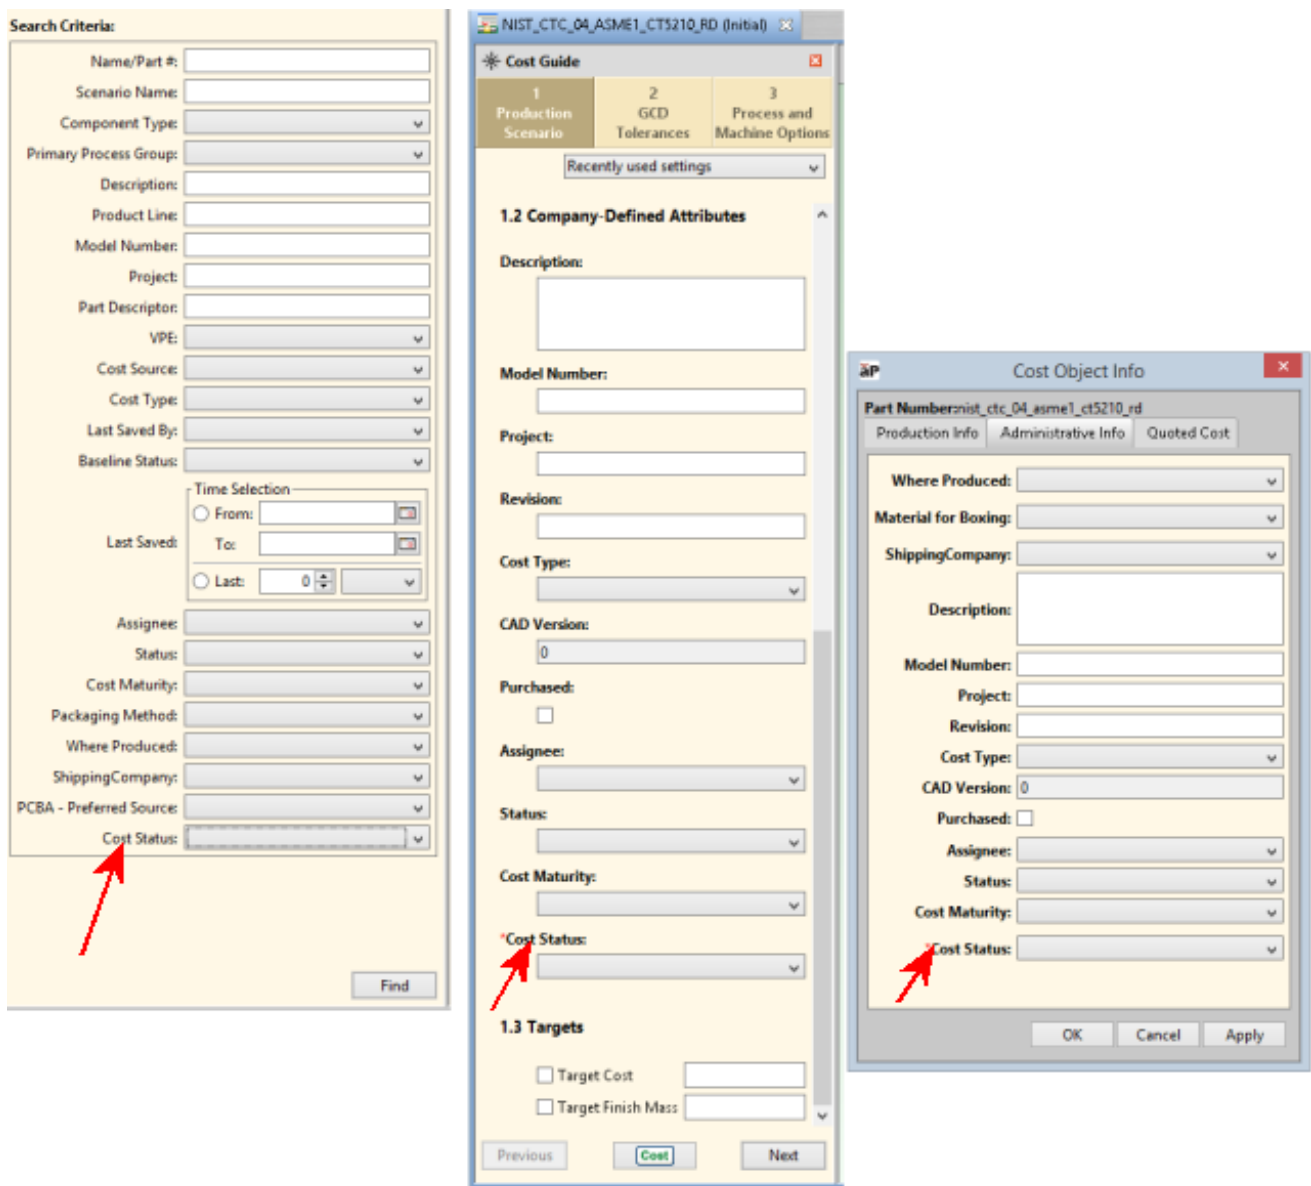 Search Criteria:
Name/Part #:
Scenario Name:
Component Type:
Primary Process Group:
Description:
Product Line:
Model Number:
Project:
Part Descriptor:
VPE:
Cost Source:
Cost Type:
Last Saved By:
Baseline Status:
Time Selection
From:
Last Saved:
To:
Last:
0
Assignee:
Status:
Cost Maturity:
Packaging Method:
Where Produced:
ShippingCompany:
PCBA - Preferred Source:
Cost Status:
Find
NIST_CTC_04_ASME1_CT5210_RD (Initial)
Cost Guide
1
Production
Scenario
2
GCD
Tolerances
3
Process and
Machine Options
Recently used settings
1.2 Company-Defined Attributes
Description:
Model Number:
Project:
Revision:
Cost Type:
CAD Version:
0
Purchased:
Assignee:
Status:
Cost Maturity:
*Cost Status:
1.3 Targets
Target Cost
Target Finish Mass
Previous
Cost
Next
aP
Cost Object Info
Part Number:nist_ctc_04_asme1_ct5210_rd
Production Info
Administrative Info
Quoted Cost
Where Produced:
Material for Boxing:
ShippingCompany:
Description:
Model Number:
Project:
Revision:
Cost Type:
CAD Version:
0
Purchased:
Assignee:
Status:
Cost Maturity:
*Cost Status:
OK
Cancel
Apply